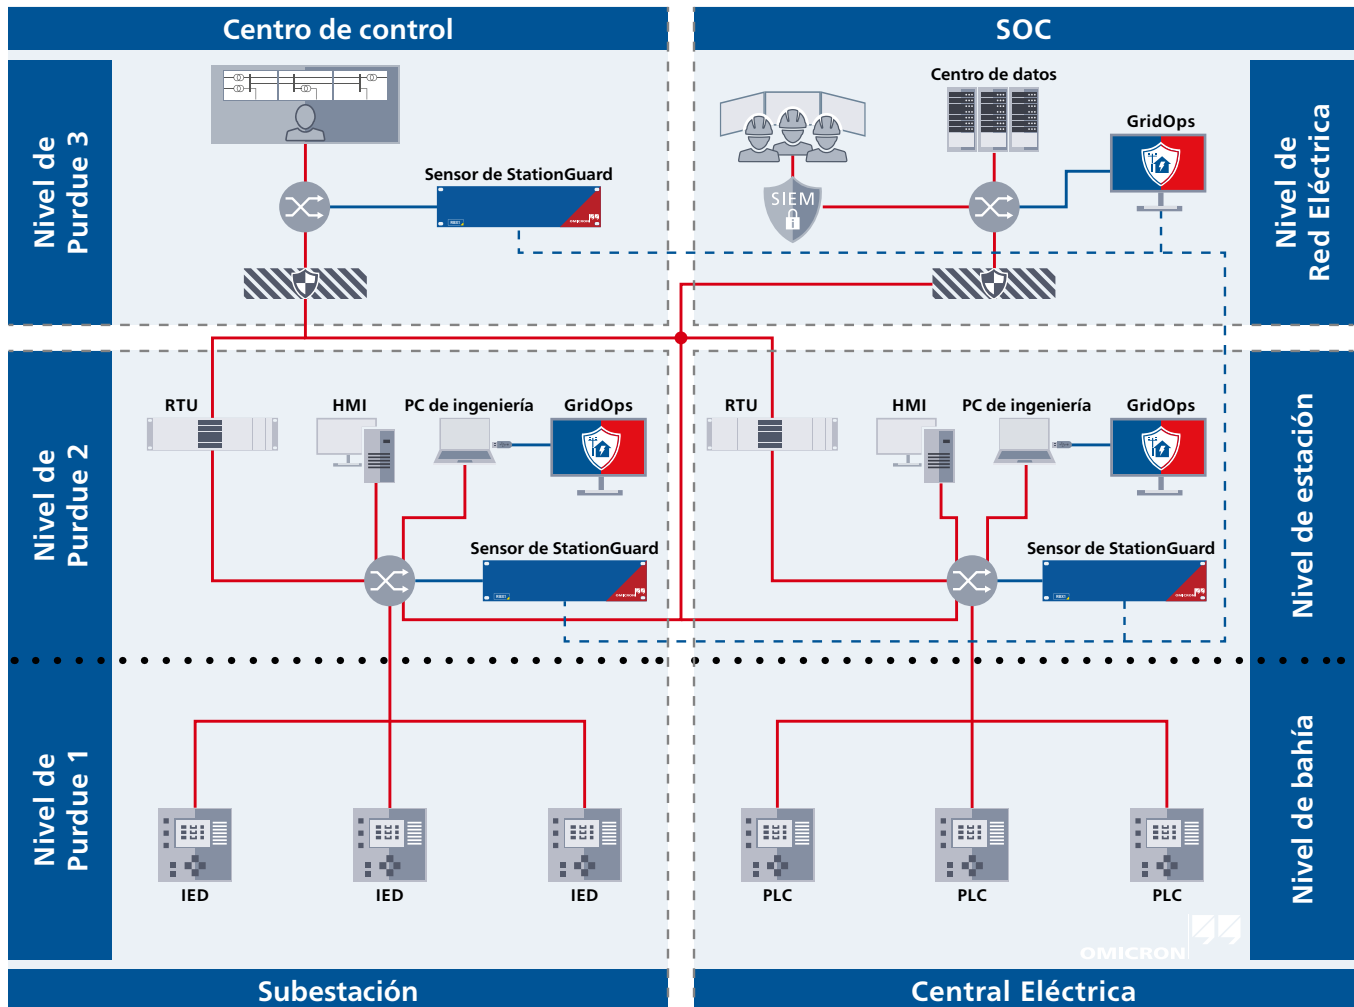 Centro de control
SOC
Nivel de
Purdue 3
Sensor de StationGuard
OMICRON
SIEM
Centro de datos
GridOps
Nivel de
Red Eléctrica
Nivel de
Purdue 2
RTU
HMI
PC de ingeniería
GridOps
Sensor de StationGuard
OMICRON
RTU
HMI
PC de ingeniería
GridOps
Sensor de StationGuard
OMICRON
Nivel de estación
Nivel de
Purdue 1
IED
IED
IED
PLC
PLC
PLC
Nivel de bahía
OMICRON
Subestación
Central Eléctrica